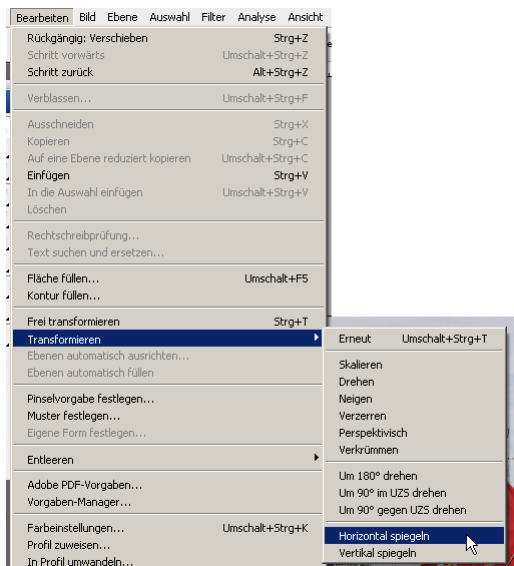 Bearbeiten Bild Ebene Auswahl Filter Analyse Ansicht
Rückgängig: Verschieben Strg+Z
Schritt vorwärts Umschalt+Strg+Z
Schritt zurück Alt+Strg+Z
Verblassen... Umschalt+Strg+F
Ausschneiden Strg+X
Kopieren Strg+C
Auf eine Ebene reduziert kopieren Umschalt+Strg+C
Einfügen Strg+V
In die Auswahl einfügen Umschalt+Strg+V
Löschen
Rechtschreibprüfung...
Text suchen und ersetzen...
Fläche füllen... Umschalt+F5
Kontur füllen...
Frei transformieren Strg+T
Transformieren
Ebenen automatisch ausrichten...
Ebenen automatisch füllen
Pinselvorgabe festlegen...
Muster festlegen...
Eigene Form festlegen...
Entleeren
Adobe PDF-Vorgaben...
Vorgaben-Manager...
Farbeinstellungen... Umschalt+Strg+K
Profil zuweisen...
In Profil umwandeln...
Erneut Umschalt+Strg+T
Skalieren
Drehen
Neigen
Verzerren
Perspektivisch
Verkrümmen
Um 180° drehen
Um 90° im UZS drehen
Um 90° gegen UZS drehen
Horizontal spiegeln
Vertikal spiegeln